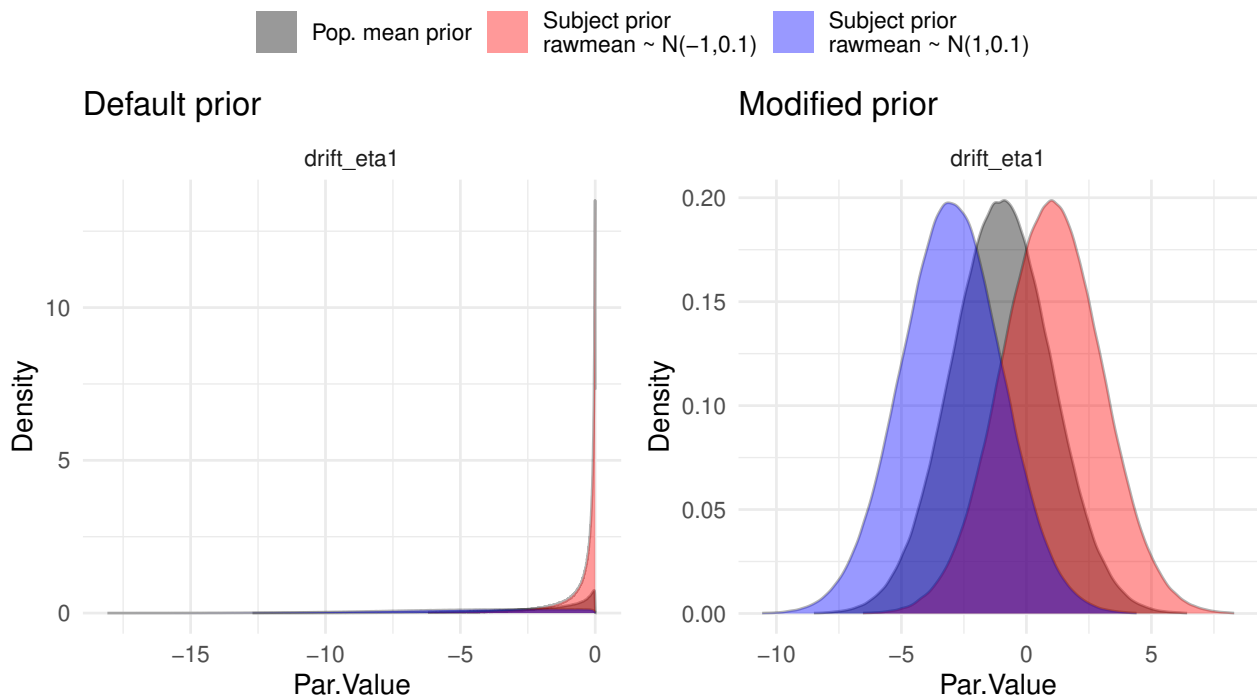 Pop. mean prior
Subject prior
rawmean ~ N(−1,0.1)
Subject prior
rawmean ~ N(1,0.1)
Default prior
drift_eta1
10
5
0
Density
−15
−10
−5
0
Par.Value
Modified prior
drift_eta1
0.20
0.15
0.10
0.05
0.00
Density
−10
−5
0
5
Par.Value